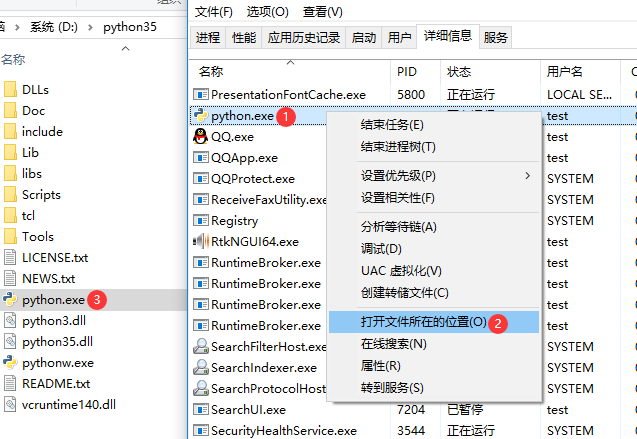 组织
系统 (D:) › python35
名称
DLLs
Doc
include
Lib
libs
Scripts
tcl
Tools
LICENSE.txt
NEWS.txt
python.exe 3
python3.dll
python35.dll
pythonw.exe
README.txt
vcruntime140.dll
文件(F) 选项(O) 查看(V)
进程 性能 应用历史记录 启动 用户 详细信息 服务
名称 PID 状态 用户名
PresentationFontCache.exe 5800 正在运行 LOCAL SE...
python.exe 1 test
QQ.exe test
QQApp.exe test
QQProtect.exe SYSTEM
ReceiveFaxUtility.exe SYSTEM
Registry SYSTEM
RtkNGUI64.exe test
RuntimeBroker.exe test
RuntimeBroker.exe test
RuntimeBroker.exe test
RuntimeBroker.exe test
SearchFilterHost.exe SYSTEM
SearchIndexer.exe SYSTEM
SearchProtocolHost SYSTEM
SearchUI.exe 7204 已暂停 test
SecurityHealthService.exe 3544 正在运行 SYSTEM
结束任务(E)
结束进程树(T)
设置优先级(P)
设置相关性(F)
分析等待链(A)
调试(D)
UAC 虚拟化(V)
创建转储文件(C)
打开文件所在的位置(O) 2
在线搜索(N)
属性(R)
转到服务(S)